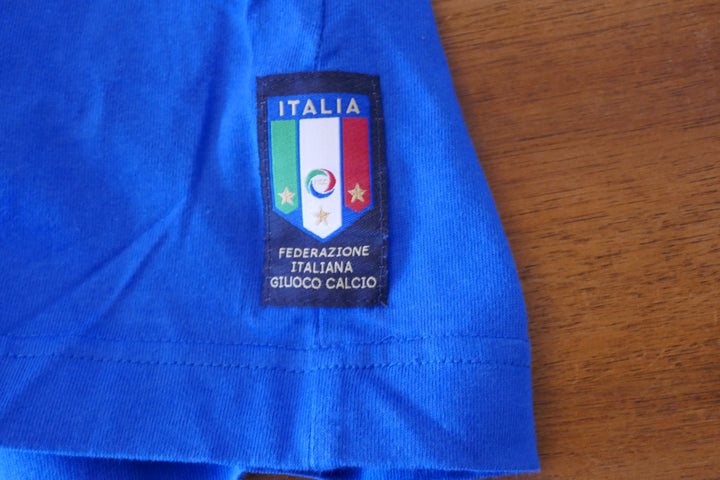 ITALIA
FEDERAZIONE
ITALIANA
GIUOCO CALCIO